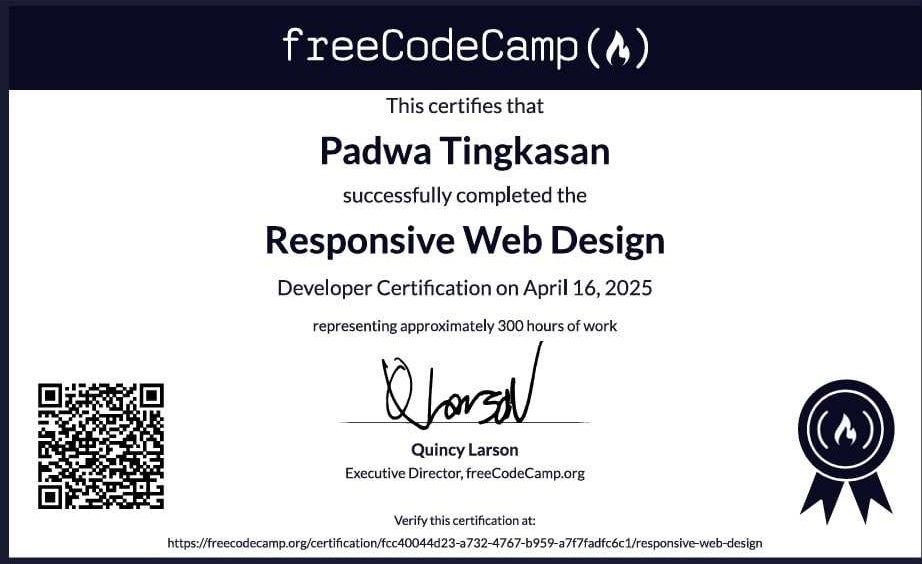 freeCodeCamp(🔥)
This certifies that
Padwa Tingkasan
successfully completed the
Responsive Web Design
Developer Certification on April 16, 2025
representing approximately 300 hours of work
QLarson
Quincy Larson
Executive Director, freeCodeCamp.org
Verify this certification at:
https://freecodecamp.org/certification/fcc40044d23-a732-4767-b959-a7f7fadfc6c1/responsive-web-design